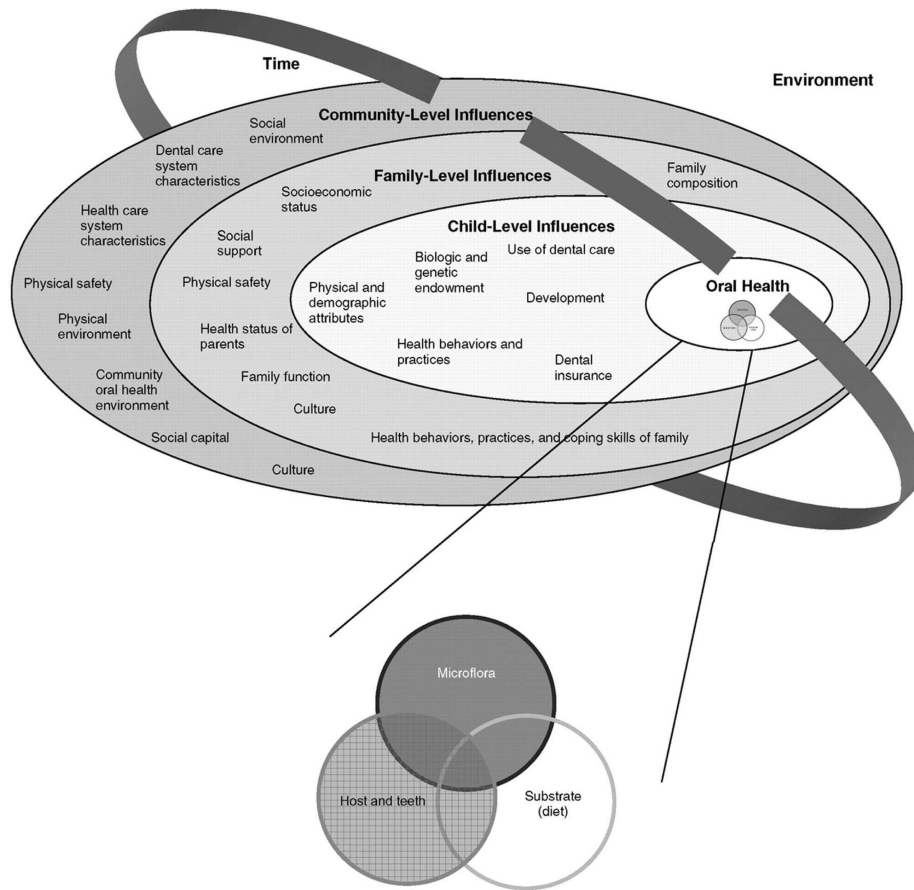 Time
Environment
Community-Level Influences
Social
environment
Dental care
system
characteristics
Family-Level Influences
Family
composition
Socioeconomic
status
Health care
system
characteristics
Child-Level Influences
Social
support
Biologic and
genetic
endowment
Use of dental care
Physical safety
Physical safety
Physical and
demographic
attributes
Development
Oral Health
Physical
environment
Health status of
parents
Health behaviors and
practices
Dental
insurance
Community
oral health
environment
Family function
Culture
Social capital
Health behaviors, practices, and coping skills of family
Culture
Microflora
Host and teeth
Substrate
(diet)